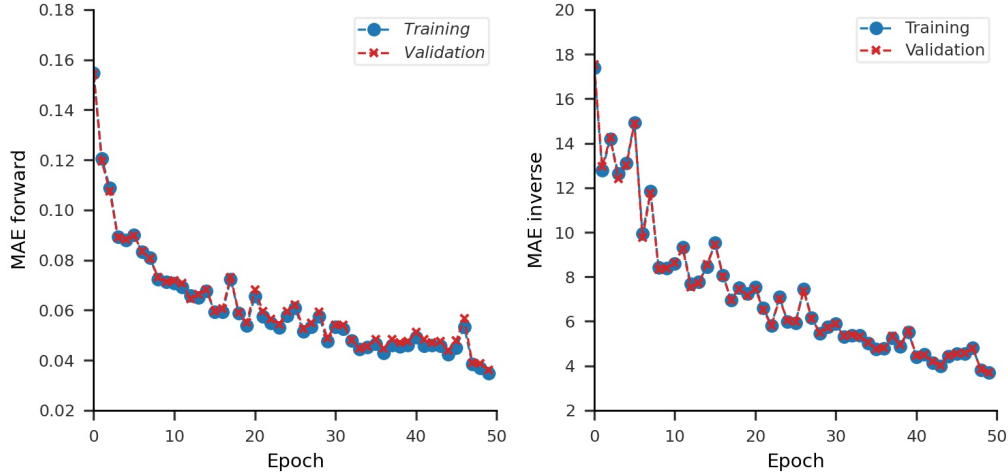 0.18
0.16
0.14
0.12
0.10
0.08
0.06
0.04
0.02
MAE forward
0 10 20 30 40 50
Epoch
Training
Validation
20
18
16
14
12
10
8
6
4
2
MAE inverse
0 10 20 30 40 50
Epoch
Training
Validation